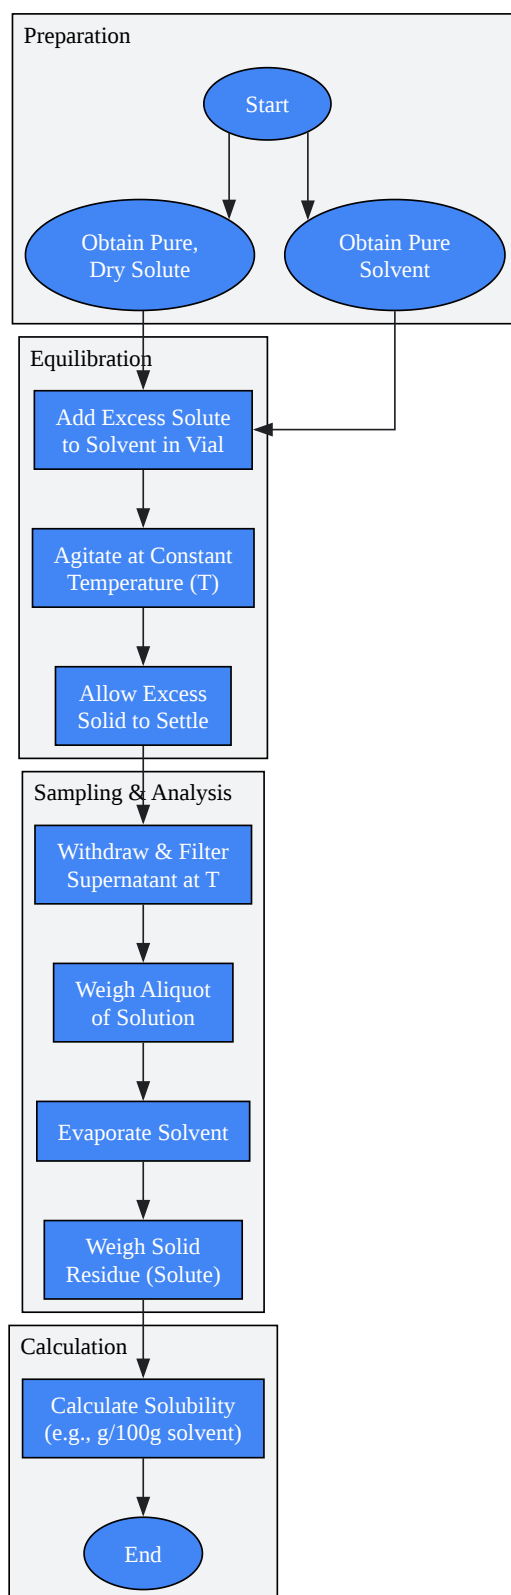 Preparation
Start
Obtain Pure,
Dry Solute
Obtain Pure
Solvent
Equilibration
Add Excess Solute
to Solvent in Vial
Agitate at Constant
Temperature (T)
Allow Excess
Solid to Settle
Sampling & Analysis
Withdraw & Filter
Supernatant at T
Weigh Aliquot
of Solution
Evaporate Solvent
Weigh Solid
Residue (Solute)
Calculation
Calculate Solubility
(e.g., g/100g solvent)
End